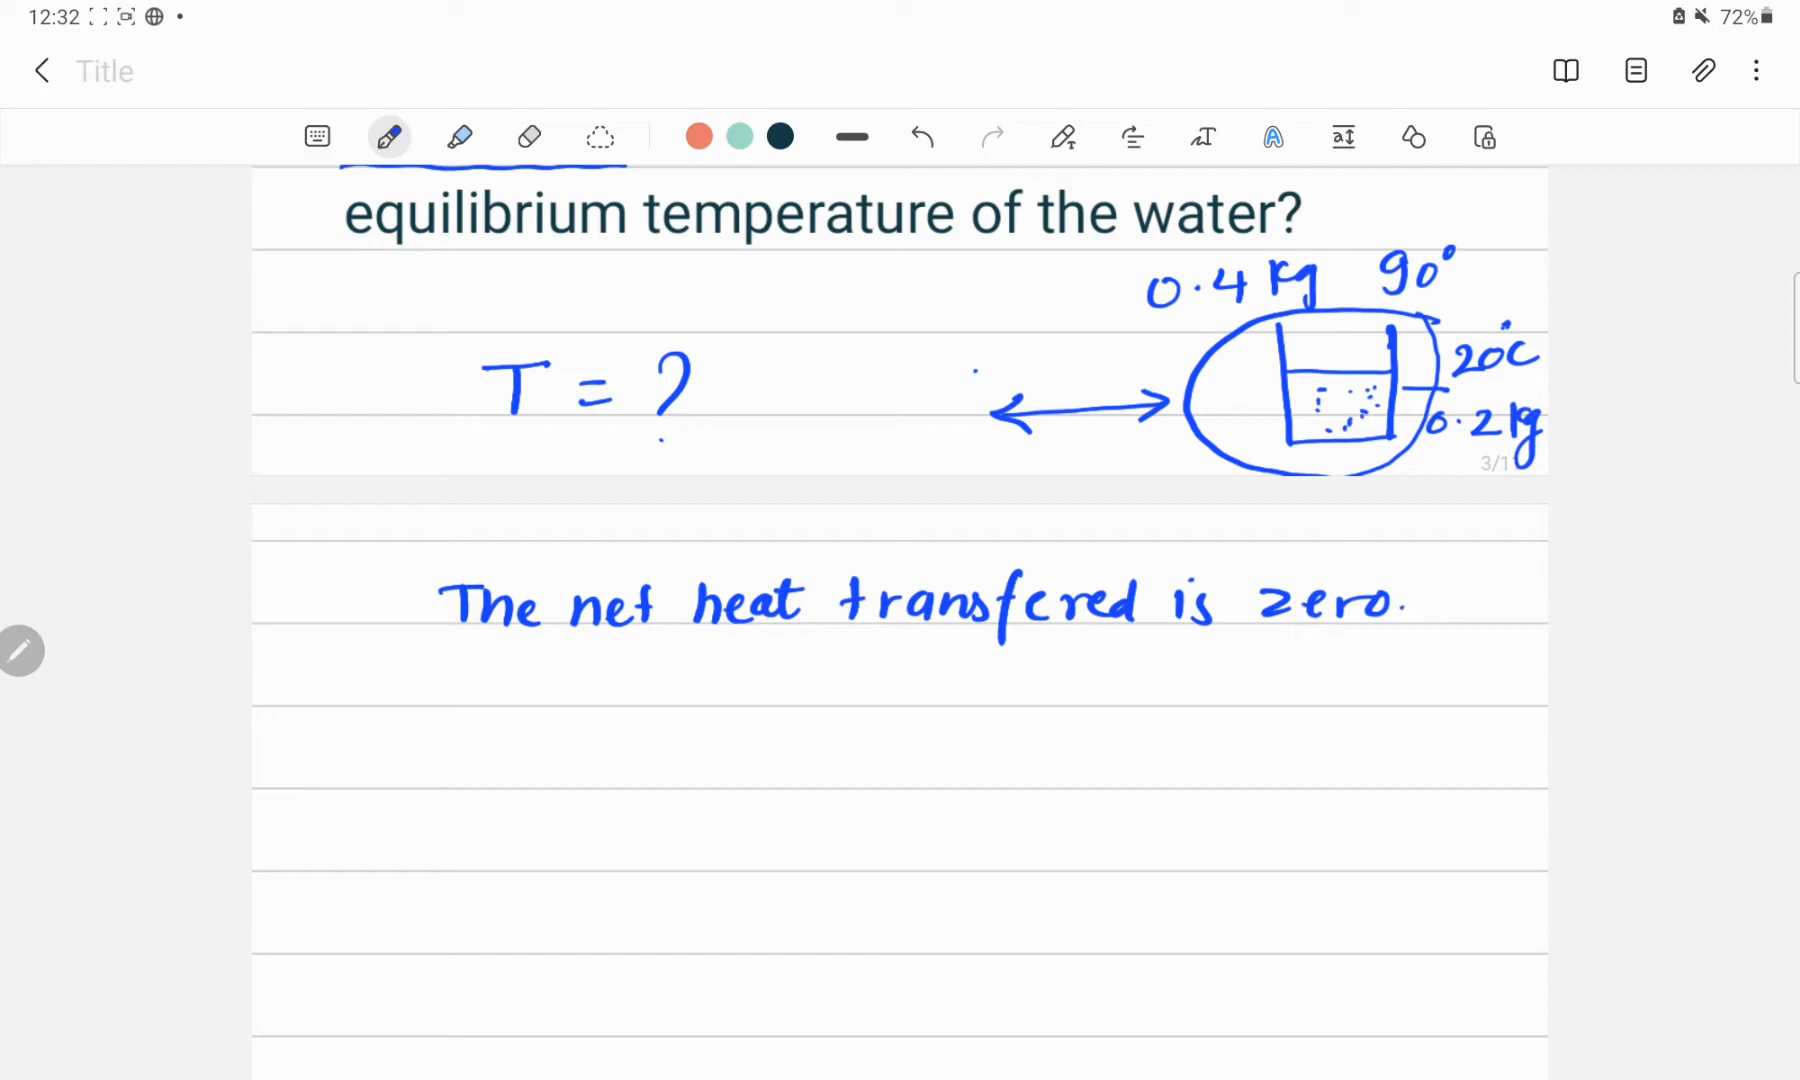 12:32
72%
Title
equilibrium temperature of the water?
0.4 kg 90°
T = ?
20°C
0.2 kg
3/1
The net heat transfered is zero.